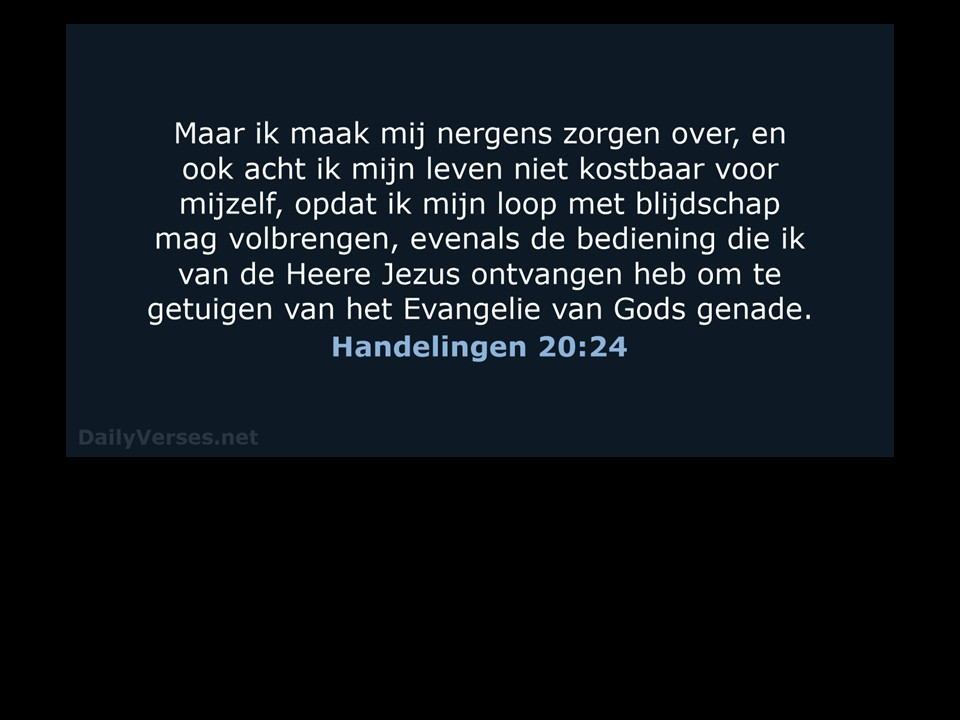 Maar ik maak mij nergens zorgen over, en
ook acht ik mijn leven niet kostbaar voor
mijzelf, opdat ik mijn loop met blijdschap
mag volbrengen, evenals de bediening die ik
van de Heere Jezus ontvangen heb om te
getuigen van het Evangelie van Gods genade.
Handelingen 20:24
DailyVerses.net